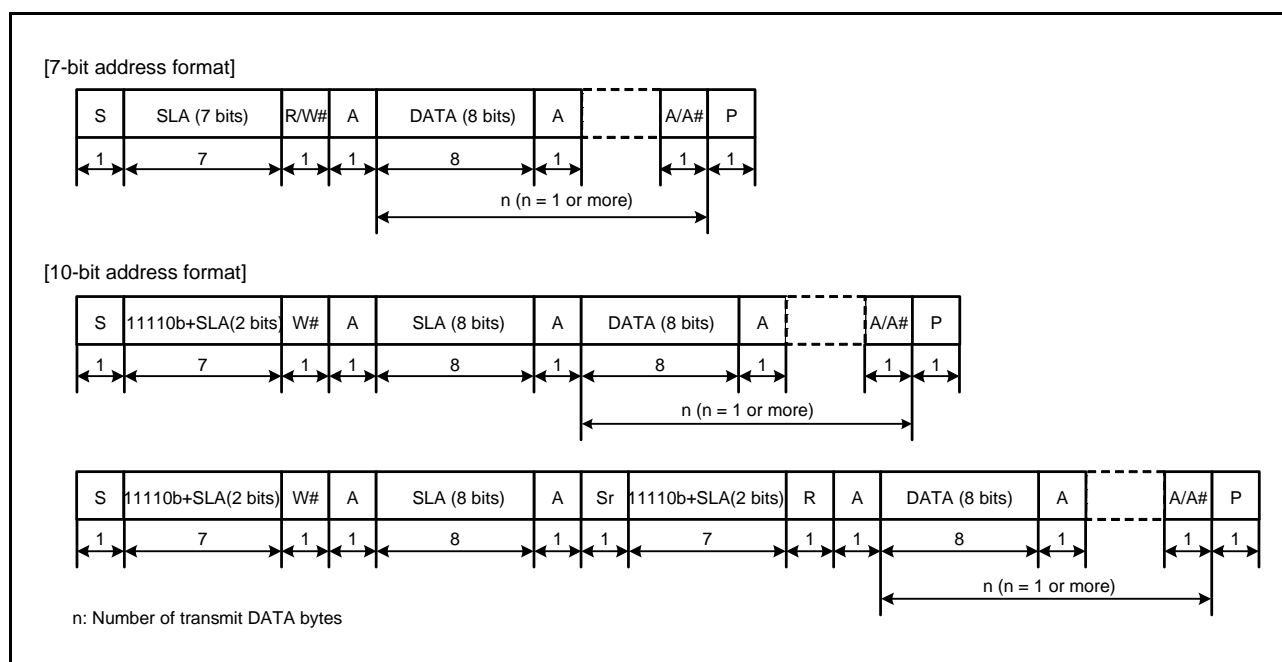 [7-bit address format]
S SLA (7 bits) R/W# A DATA (8 bits) A A/A# P
1 7 1 1 8 1 1 1
n (n = 1 or more)
[10-bit address format]
S 11110b+SLA(2 bits) W# A SLA (8 bits) A DATA (8 bits) A A/A# P
1 7 1 1 8 1 8 1 1 1
n (n = 1 or more)
S 11110b+SLA(2 bits) W# A SLA (8 bits) A Sr 11110b+SLA(2 bits) R A DATA (8 bits) A A/A# P
1 7 1 1 8 1 1 7 1 1 8 1 1 1
n (n = 1 or more)
n: Number of transmit DATA bytes